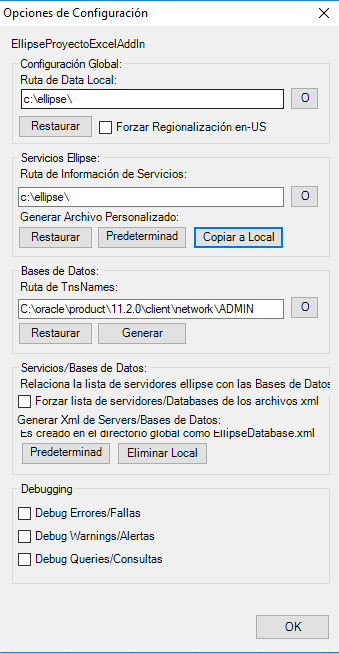 Opciones de Configuración
EllipseProyectoExcelAddIn
Configuración Global:
Ruta de Data Local:
c:\ellipse\
O
Restaurar
Forzar Regionalización en-US
Servicios Ellipse:
Ruta de Información de Servicios:
c:\ellipse\
O
Generar Archivo Personalizado:
Restaurar
Predeterminad
Copiar a Local
Bases de Datos:
Ruta de TnsNames:
C:\oracle\product\11.2.0\client\network\ADMIN
O
Restaurar
Generar
Servicios/Bases de Datos:
Relaciona la lista de servidores ellipse con las Bases de Datos
Forzar lista de servidores/Databases de los archivos xml
Generar Xml de Servers/Bases de Datos:
Es creado en el directorio global como EllipseDatabase.xml
Predeterminad
Eliminar Local
Debugging
Debug Errores/Fallas
Debug Warnings/Alertas
Debug Queries/Consultas
OK